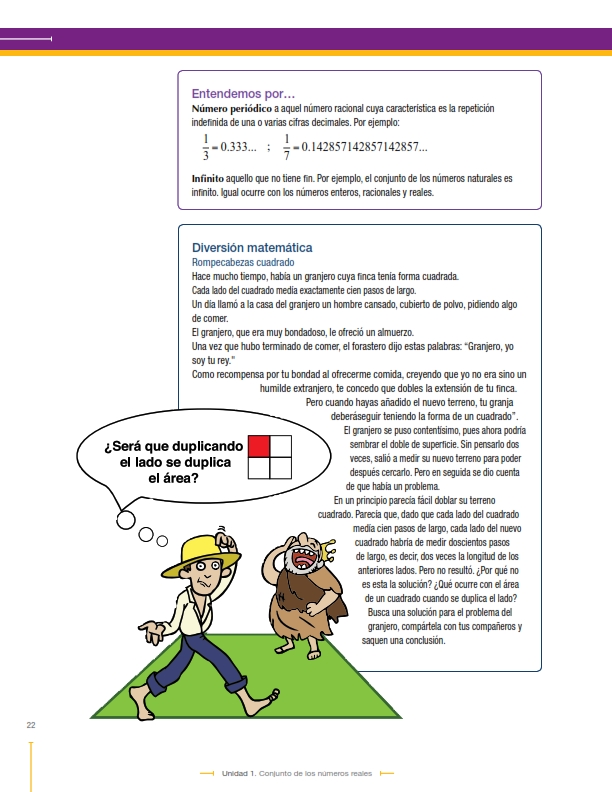 Entendemos por…
Número periódico a aquel número racional cuya característica es la repetición
indefinida de una o varias cifras decimales. Por ejemplo:
1/3 = 0.333... ; 1/7 = 0.142857142857142857...
Infinito aquello que no tiene fin. Por ejemplo, el conjunto de los números naturales es
infinito. Igual ocurre con los números enteros, racionales y reales.
Diversión matemática
Rompecabezas cuadrado
Hace mucho tiempo, había un granjero cuya finca tenía forma cuadrada.
Cada lado del cuadrado medía exactamente cien pasos de largo.
Un día llamó a la casa del granjero un hombre cansado, cubierto de polvo, pidiendo algo
de comer.
El granjero, que era muy bondadoso, le ofreció un almuerzo.
Una vez que hubo terminado de comer, el forastero dijo estas palabras: “Granjero, yo
soy tu rey.”
Como recompensa por tu bondad al ofrecerme comida, creyendo que yo no era sino un
humilde extranjero, te concedo que dobles la extensión de tu finca.
Pero cuando hayas añadido el nuevo terreno, tu granja
deberáseguir teniendo la forma de un cuadrado”.
El granjero se puso contentísimo, pues ahora podría
sembrar el doble de superficie. Sin pensarlo dos
veces, salió a medir su nuevo terreno para poder
después cercarlo. Pero en seguida se dio cuenta
de que había un problema.
En un principio parecía fácil doblar su terreno
cuadrado. Parecía que, dado que cada lado del cuadrado
medía cien pasos de largo, cada lado del nuevo
cuadrado habría de medir doscientos pasos
de largo, es decir, dos veces la longitud de los
anteriores lados. Pero no resultó. ¿Por qué no
es esta la solución? ¿Qué ocurre con el área
de un cuadrado cuando se duplica el lado?
Busca una solución para el problema del
granjero, compártela con tus compañeros y
saquen una conclusión.
¿Será que duplicando
el lado se duplica
el área?
22
Unidad 1. Conjunto de los números reales